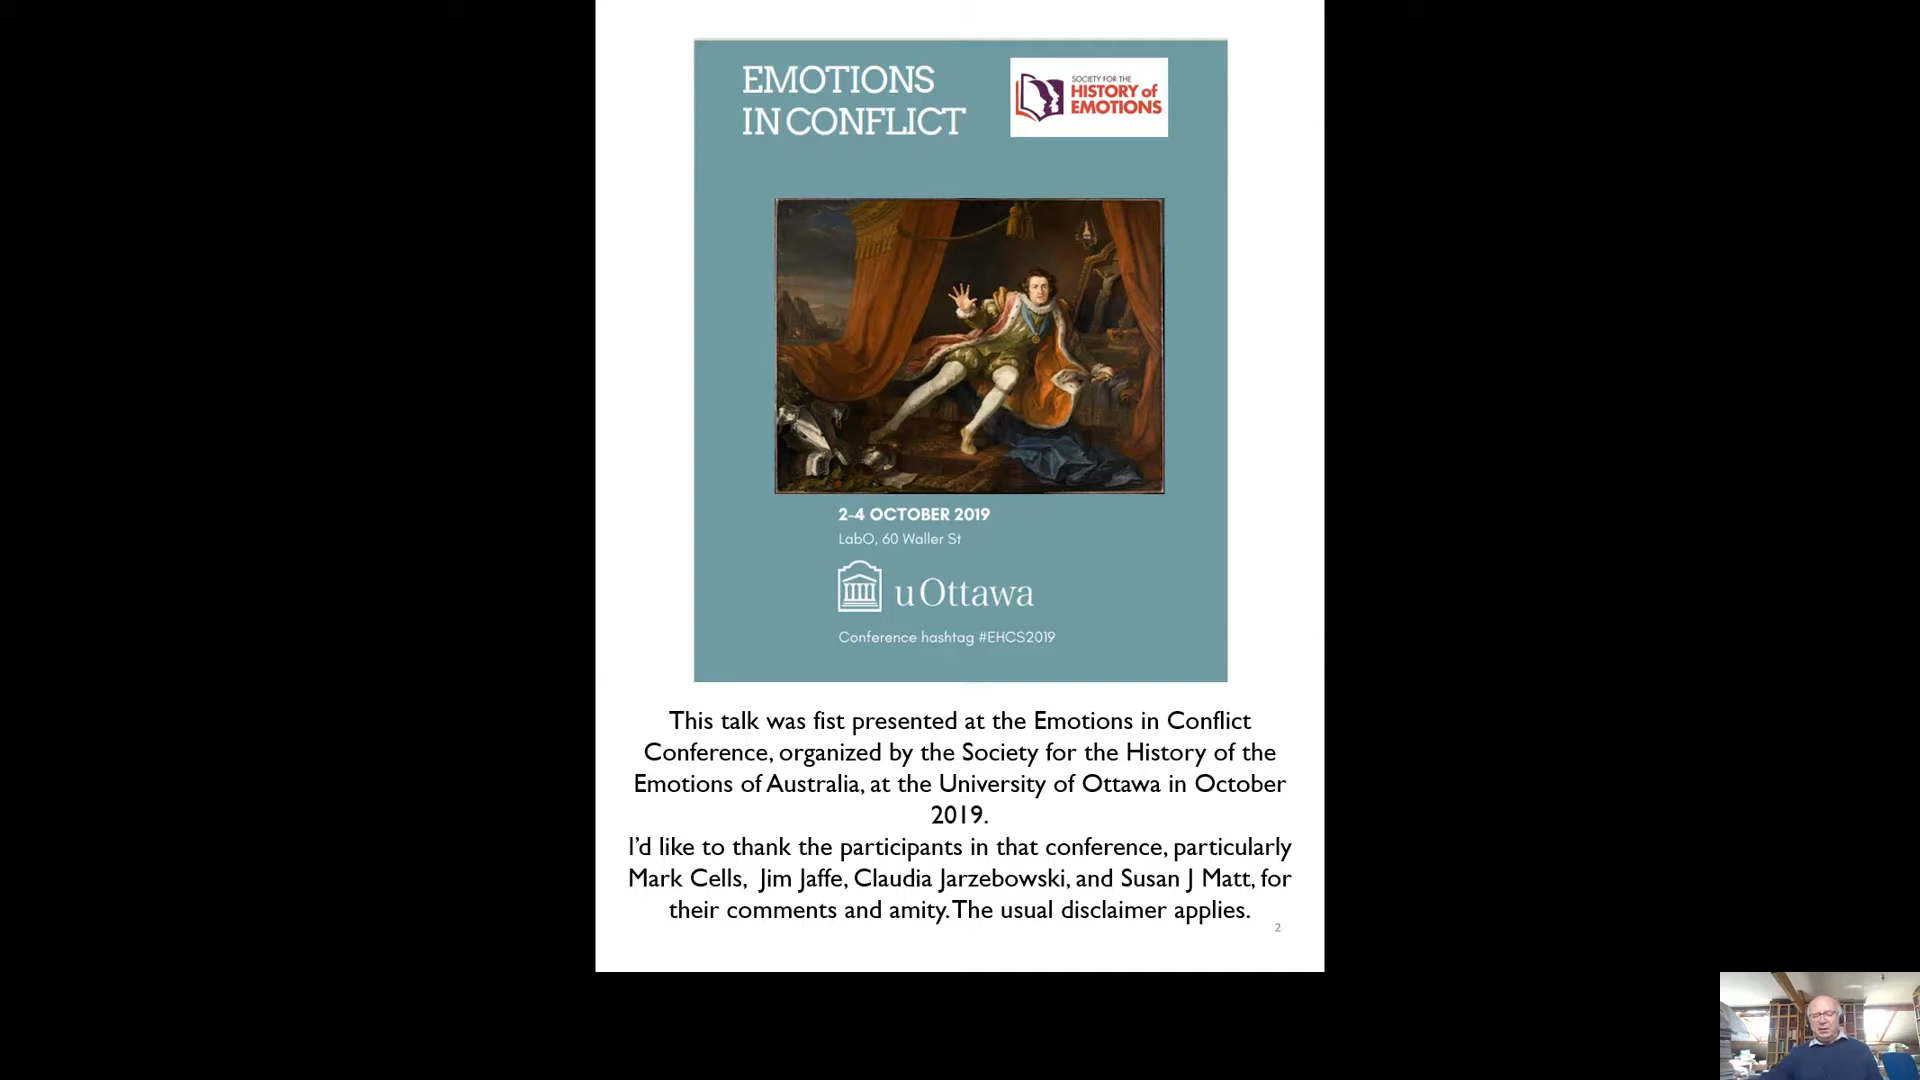 EMOTIONS
IN CONFLICT
SOCIETY FOR THE
HISTORY of
EMOTIONS
2-4 OCTOBER 2019
LabO, 60 Waller St
uOttawa
Conference hashtag #EHCS2019
This talk was fist presented at the Emotions in Conflict
Conference, organized by the Society for the History of the
Emotions of Australia, at the University of Ottawa in October
2019.
I'd like to thank the participants in that conference, particularly
Mark Cells, Jim Jaffe, Claudia Jarzebowski, and Susan J Matt, for
their comments and amity. The usual disclaimer applies.
2